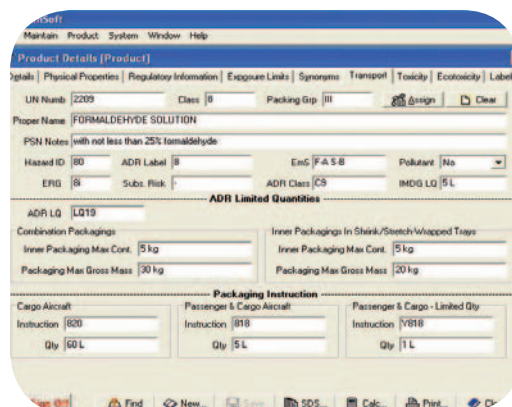 Maintain Product System Window Help
Product Details [Product]
Details | Physical Properties | Regulatory Information | Exposure Limits | Synonyms Transport | Toxicity | Ecotoxicity | Label
UN Numb 2209 Class 8 Packing Grp III Assign Clear
Proper Name FORMALDEHYDE SOLUTION
PSN Notes with not less than 25% formaldehyde
Hazard ID 80 ADR Label 8 EmS F-A S-B Pollutant No
ERG 8i Subs. Risk - ADR Class C9 IMDG LQ 5 L
ADR Limited Quantities
ADR LQ LQ19
Combination Packagings Inner Packagings In Shrink/Stretch Wrapped Trays
Inner Packaging Max Cont. 5 kg Inner Packaging Max Cont. 5 kg
Packaging Max Gross Mass 30 kg Packaging Max Gross Mass 20 kg
Packaging Instruction
Cargo Aircraft Passenger & Cargo Aircraft Passenger & Cargo - Limited Qty
Instruction 820 Instruction 818 Instruction Y818
Qty 60 L Qty 5 L Qty 1 L
Find New... Save SDS... Calc... Print...